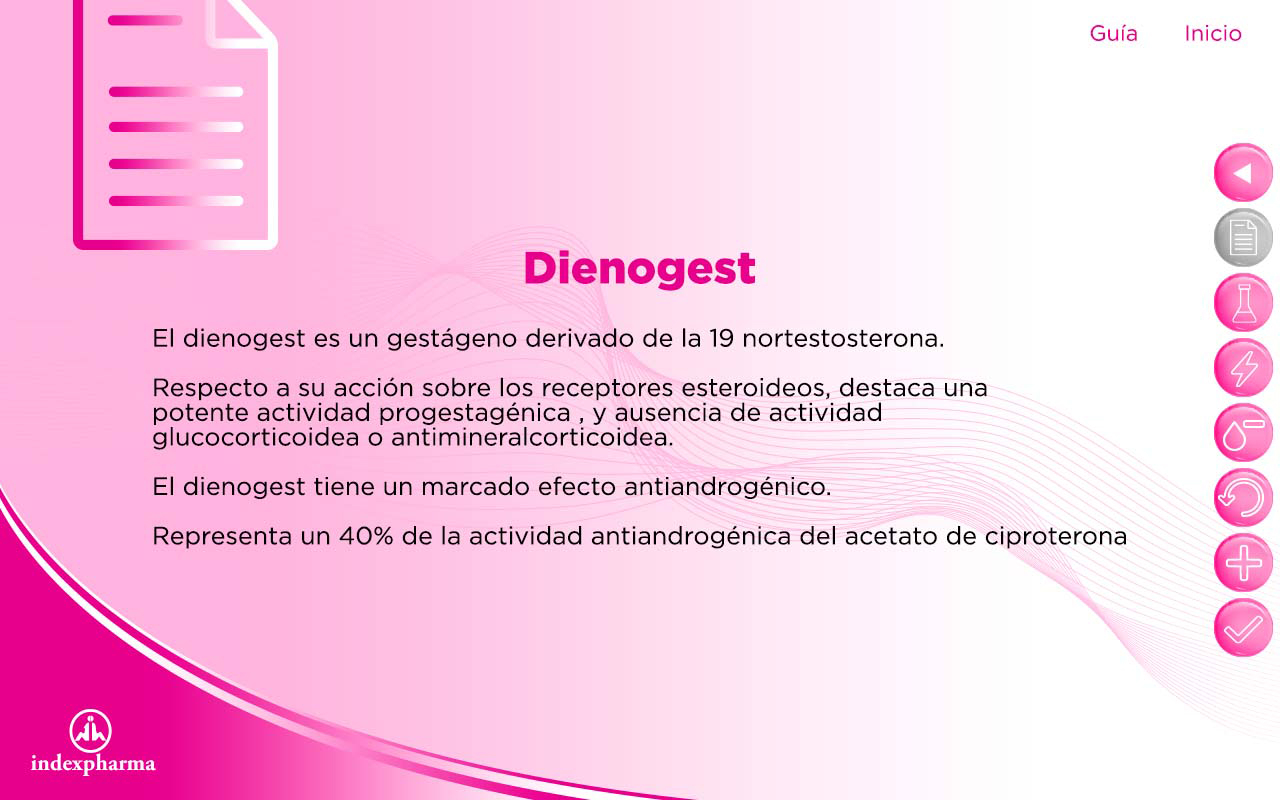 Guía Inicio
Dienogest
El dienogest es un gestágeno derivado de la 19 nortestosterona.
Respecto a su acción sobre los receptores esteroideos, destaca una
potente actividad progestagénica , y ausencia de actividad
glucocorticoidea o antimineralcorticoidea.
El dienogest tiene un marcado efecto antiandrogénico.
Representa un 40% de la actividad antiandrogénica del acetato de ciproterona
indexpharma